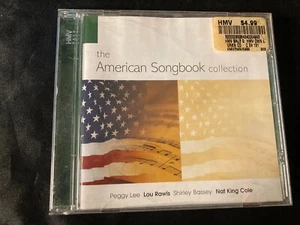 HMV $4.99
the
American Songbook collection
Peggy Lee Lou Rawls Shirley Bassey Nat King Cole